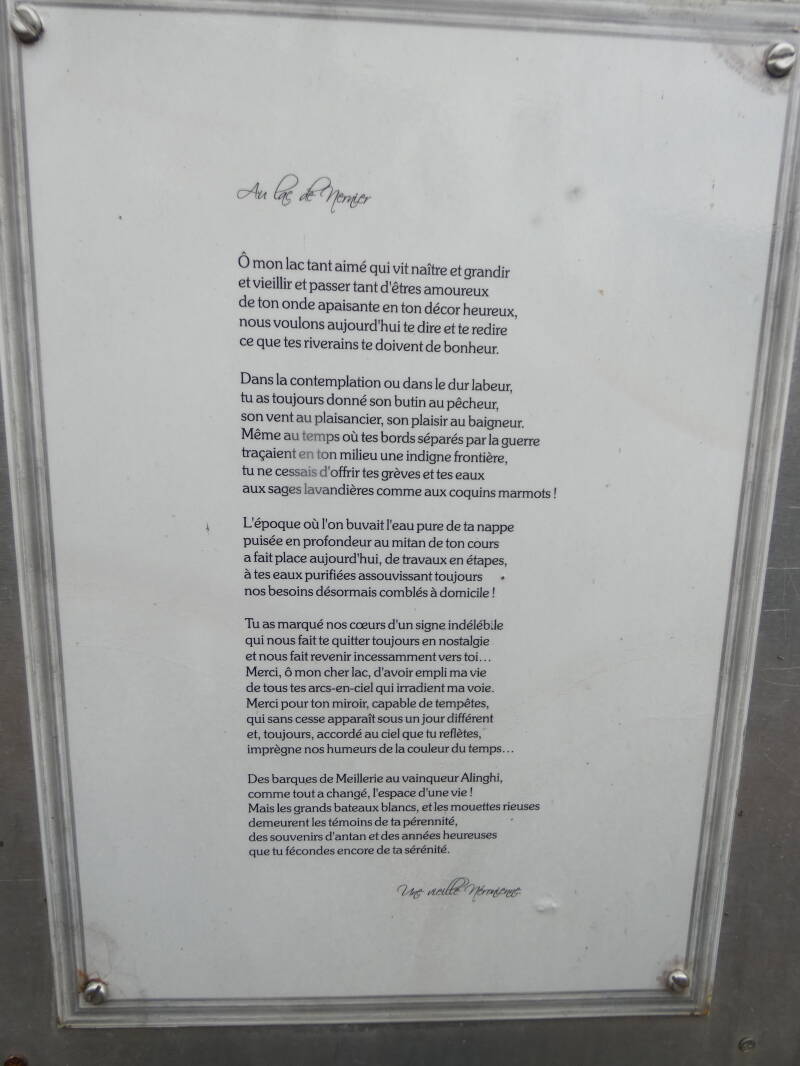 Au lac de Nernier
Ô mon lac tant aimé qui vit naître et grandir
et vieillir et passer tant d'êtres amoureux
de ton onde apaisante en ton décor heureux,
nous voulons aujourd'hui te dire et te redire
ce que tes riverains te doivent de bonheur.
Dans la contemplation ou dans le dur labeur,
tu as toujours donné son butin au pêcheur,
son vent au plaisancier, son plaisir au baigneur.
Même au temps où tes bords séparés par la guerre
traçaient en ton milieu une indigne frontière,
tu ne cessais d'offrir tes grèves et tes eaux
aux sages lavandières comme aux coquins marmots !
L'époque où l'on buvait l'eau pure de ta nappe
puisée en profondeur au mitan de ton cours
a fait place aujourd'hui, de travaux en étapes,
à tes eaux purifiées assouvissant toujours
nos besoins désormais comblés à domicile !
Tu as marqué nos cœurs d'un signe indélébile
qui nous fait te quitter toujours en nostalgie
et nous fait revenir incessamment vers toi...
Merci, ô mon cher lac, d'avoir empli ma vie
de tous tes arcs-en-ciel qui irradient ma voie.
Merci pour ton miroir, capable de tempêtes,
qui sans cesse apparaît sous un jour différent
et, toujours, accordé au ciel que tu reflètes,
imprègne nos humeurs de la couleur du temps...
Des barques de Meillerie au vainqueur Alinghi,
comme tout a changé, l'espace d'une vie !
Mais les grands bateaux blancs, et les mouettes rieuses
demeurent les témoins de ta pérennité,
des souvenirs d'antan et des années heureuses
que tu fécondes encore de ta sérénité.
Une vieille Néronienne